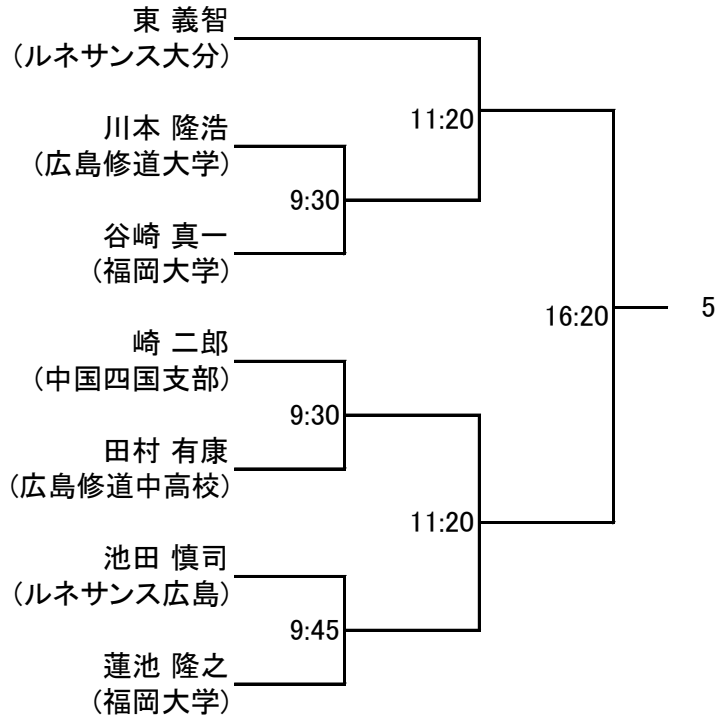 東 義智
(ルネサンス大分)
11:20
川本 隆浩
(広島修道大学)
9:30
谷崎 真一
(福岡大学)
16:20
5
崎 二郎
(中国四国支部)
9:30
田村 有康
(広島修道中高校)
11:20
池田 慎司
(ルネサンス広島)
9:45
蓮池 隆之
(福岡大学)